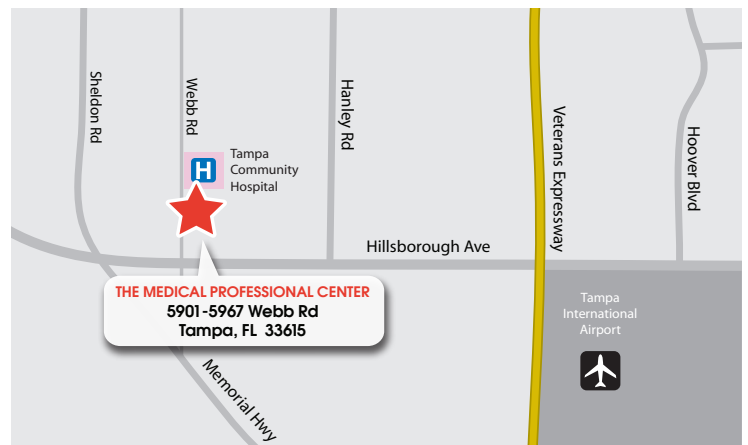 Sheldon Rd
Webb Rd
Hanley Rd
Veterans Expressway
Hoover Blvd
H
Tampa
Community
Hospital
Hillsborough Ave
THE MEDICAL PROFESSIONAL CENTER
5901-5967 Webb Rd
Tampa, FL 33615
Tampa
International
Airport
Memorial Hwy